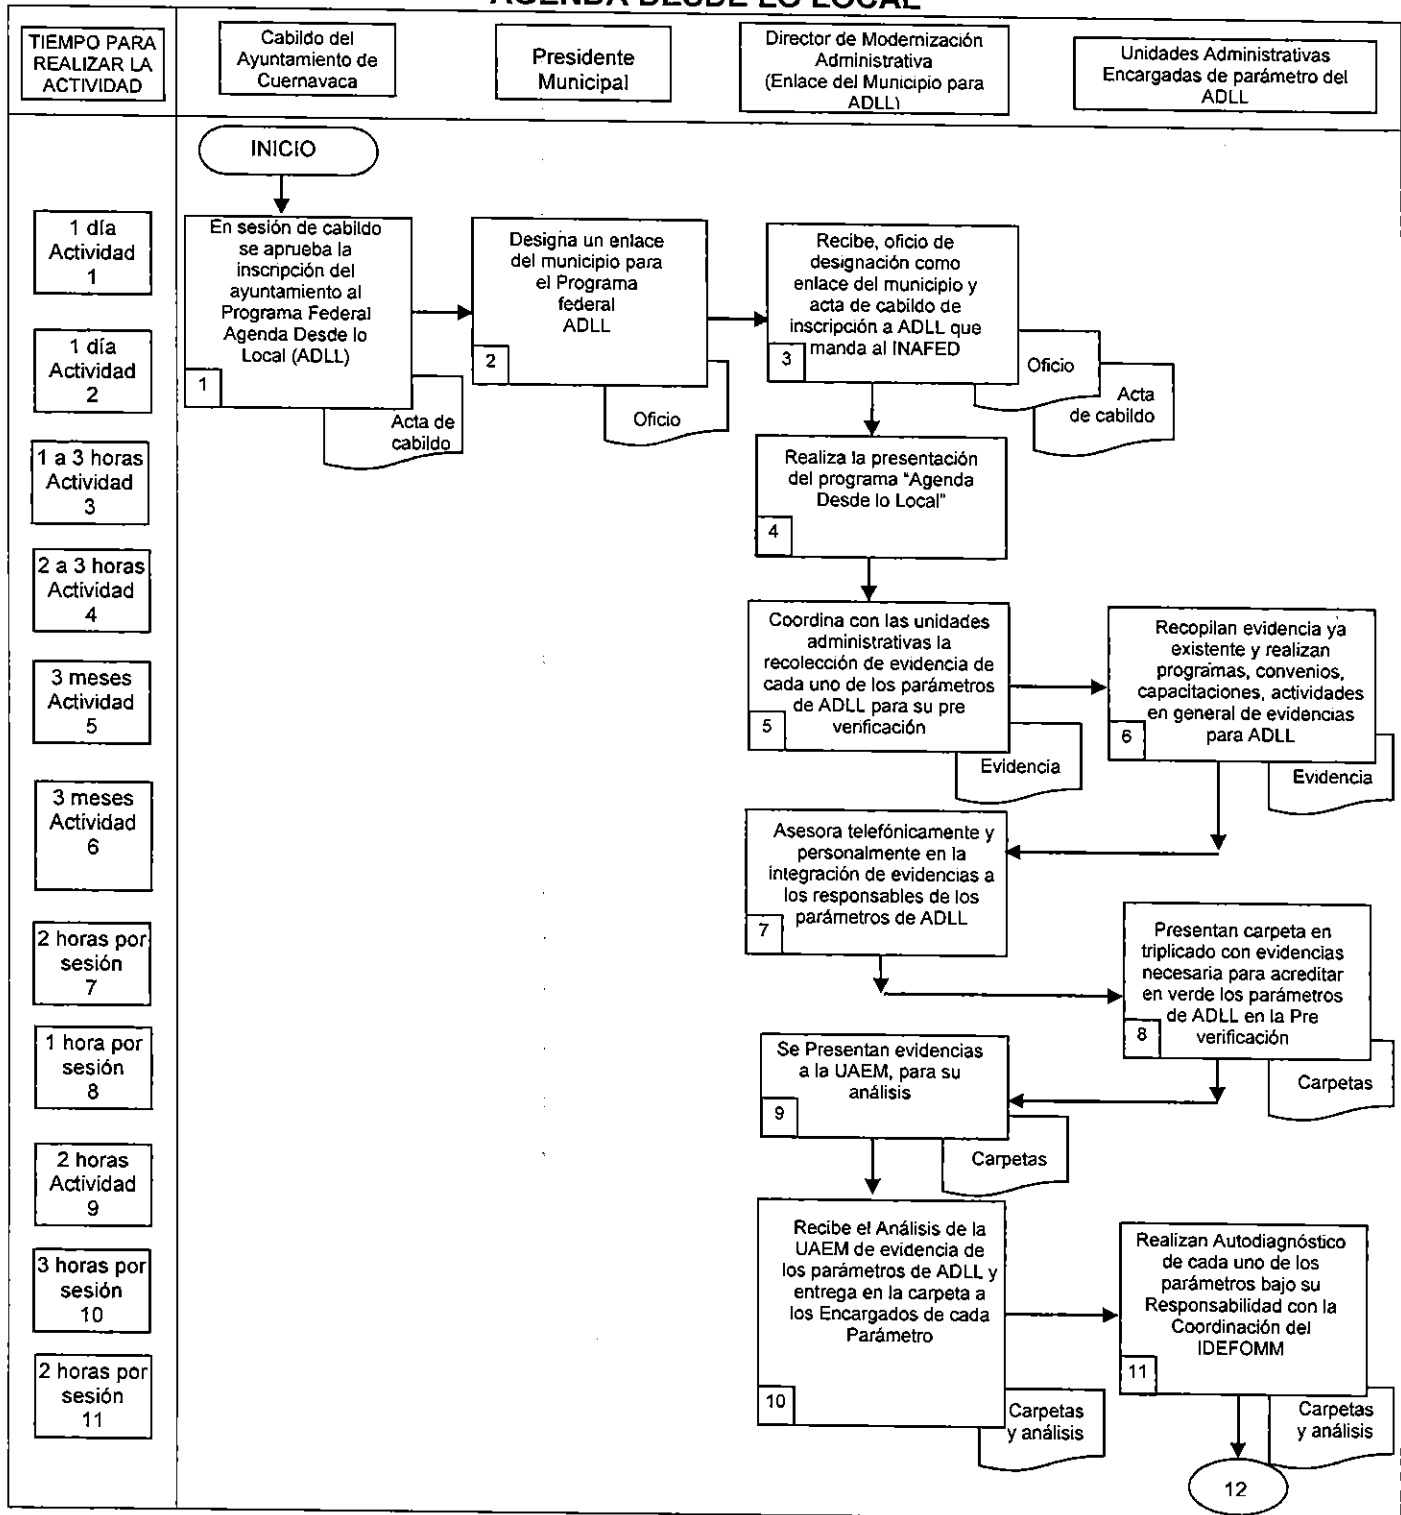 AGENDA DESDE LO LOCAL
TIEMPO PARA
REALIZAR LA
ACTIVIDAD
Cabildo del
Ayuntamiento de
Cuernavaca
Presidente
Municipal
Director de Modernización
Administrativa
(Enlace del Municipio para
ADLL)
Unidades Administrativas
Encargadas de parámetro del
ADLL
INICIO
1 día
Actividad
1
En sesión de cabildo
se aprueba la
inscripción del
ayuntamiento al
Programa Federal
Agenda Desde lo
Local (ADLL)
1
Acta de
cabildo
Designa un enlace
del municipio para
el Programa
federal
ADLL
2
Oficio
Recibe, oficio de
designación como
enlace del municipio y
acta de cabildo de
inscripción a ADLL que
manda al INAFED
3
Oficio
Acta
de cabildo
1 día
Actividad
2
1 a 3 horas
Actividad
3
Realiza la presentación
del programa "Agenda
Desde lo Local"
4
2 a 3 horas
Actividad
4
Coordina con las unidades
administrativas la
recolección de evidencia de
cada uno de los parámetros
de ADLL para su pre
verificación
5
Evidencia
Recopilan evidencia ya
existente y realizan
programas, convenios,
capacitaciones, actividades
en general de evidencias
para ADLL
6
Evidencia
3 meses
Actividad
5
3 meses
Actividad
6
Asesora telefónicamente y
personalmente en la
integración de evidencias a
los responsables de los
parámetros de ADLL
7
2 horas por
sesión
7
Presentan carpeta en
triplicado con evidencias
necesaria para acreditar
en verde los parámetros
de ADLL en la Pre
verificación
8
Carpetas
1 hora por
sesión
8
Se Presentan evidencias
a la UAEM, para su
análisis
9
Carpetas
2 horas
Actividad
9
Recibe el Análisis de la
UAEM de evidencia de
los parámetros de ADLL y
entrega en la carpeta a
los Encargados de cada
Parámetro
10
Carpetas
y análisis
Realizan Autodiagnóstico
de cada uno de los
parámetros bajo su
Responsabilidad con la
Coordinación del
IDEFOMM
11
Carpetas
y análisis
3 horas por
sesión
10
2 horas por
sesión
11
12